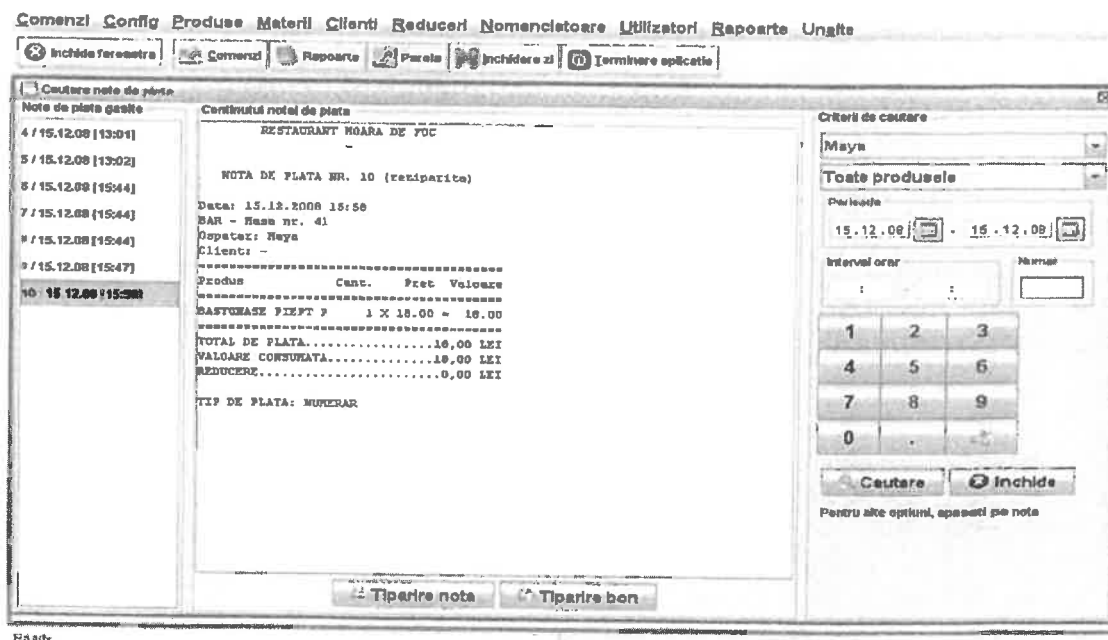 Comenzi Config Produse Materii Clienti Reduceri Nomenclatoare Utilizatori Rapoarte Unelte
Inchide fereastra Comenzi Rapoarte Parola Inchidere zi Terminare aplicatie
Cautare note de plata
Note de plata gasite
4 / 15.12.08 [13:01]
5 / 15.12.08 [13:02]
6 / 15.12.08 [15:44]
7 / 15.12.08 [15:44]
8 / 15.12.08 [15:44]
9 / 15.12.08 [15:47]
10 / 15.12.08 [15:58]
Continutul notei de plata
RESTAURANT MOARA DE FOC
NOTA DE PLATA NR. 10 (retiparita)
Data: 15.12.2008 15:58
BAR - Masa nr. 41
Ospatar: Maya
Client: -
Produs Cant. Pret Valoare
BASTONASE PIEPT P 1 X 18.00 = 18.00
TOTAL DE PLATA.................18,00 LEI
VALOARE CONSUMATA..............18,00 LEI
REDUCERE........................0,00 LEI
TIP DE PLATA: NUMERAR
Tiparire nota Tiparire bon
Criterii de cautare
Maya
Toate produsele
Perioada
15.12.08 - 15.12.08
Interval orar Numar
: :
1 2 3
4 5 6
7 8 9
0 .
Cautare Inchide
Pentru alte optiuni, apasati pe nota
Ready